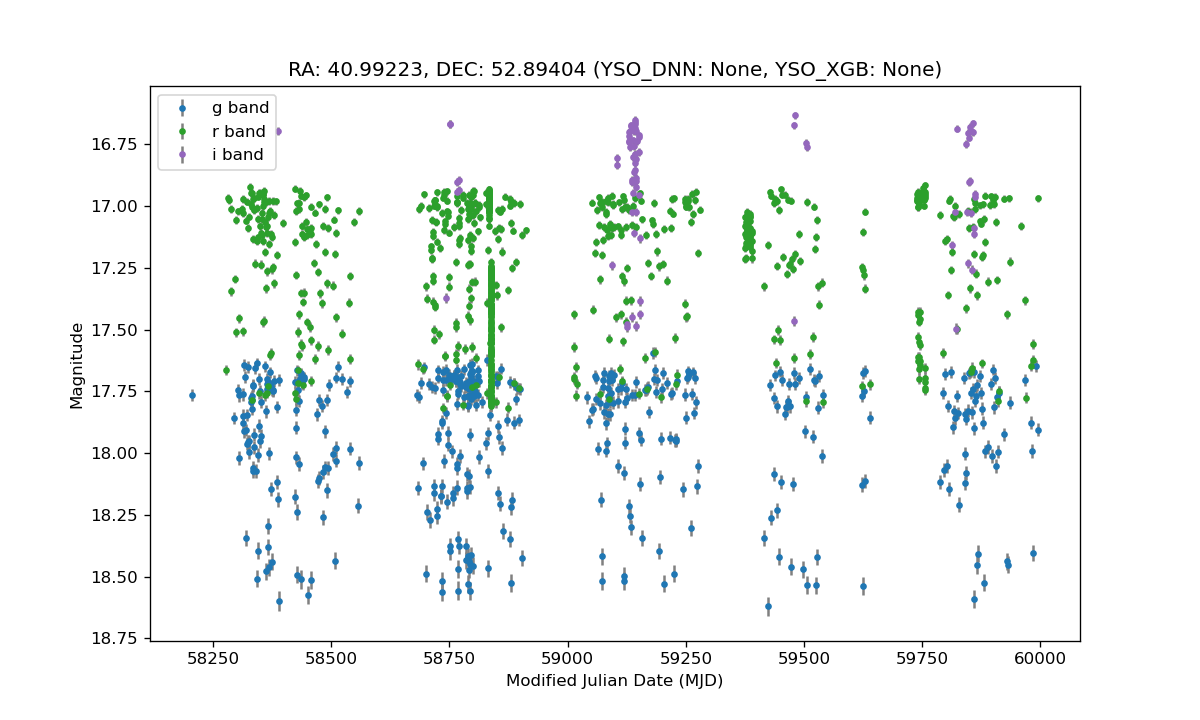 RA: 40.99223, DEC: 52.89404 (YSO_DNN: None, YSO_XGB: None)
g band
r band
i band
16.75
17.00
17.25
17.50
17.75
18.00
18.25
18.50
18.75
Magnitude
58250 58500 58750 59000 59250 59500 59750 60000
Modified Julian Date (MJD)